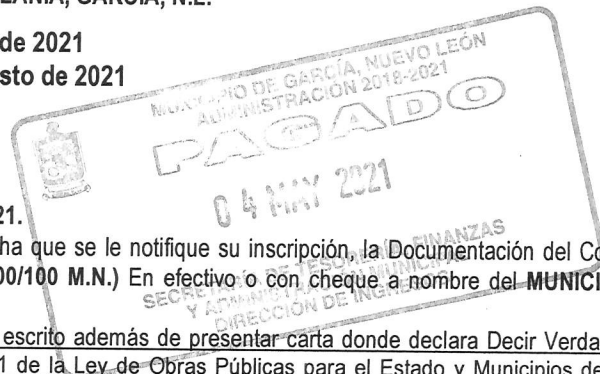 LANÍA, GARCÍA, N.L.
de 2021
sto de 2021
MUNICIPIO DE GARCÍA, NUEVO LEÓN
ADMINISTRACIÓN 2018-2021
PAGADO
04 MAY 2021
21.
ha que se le notifique su inscripción, la Documentación del Co
00/100 M.N.) En efectivo o con cheque a nombre del MUNICI
SECRETARÍA DE TESORERÍA, FINANZAS
Y ADMINISTRACIÓN MUNICIPAL
DIRECCIÓN DE INGRESOS
escrito además de presentar carta donde declara Decir Verda
1 de la Ley de Obras Públicas para el Estado y Municipios de